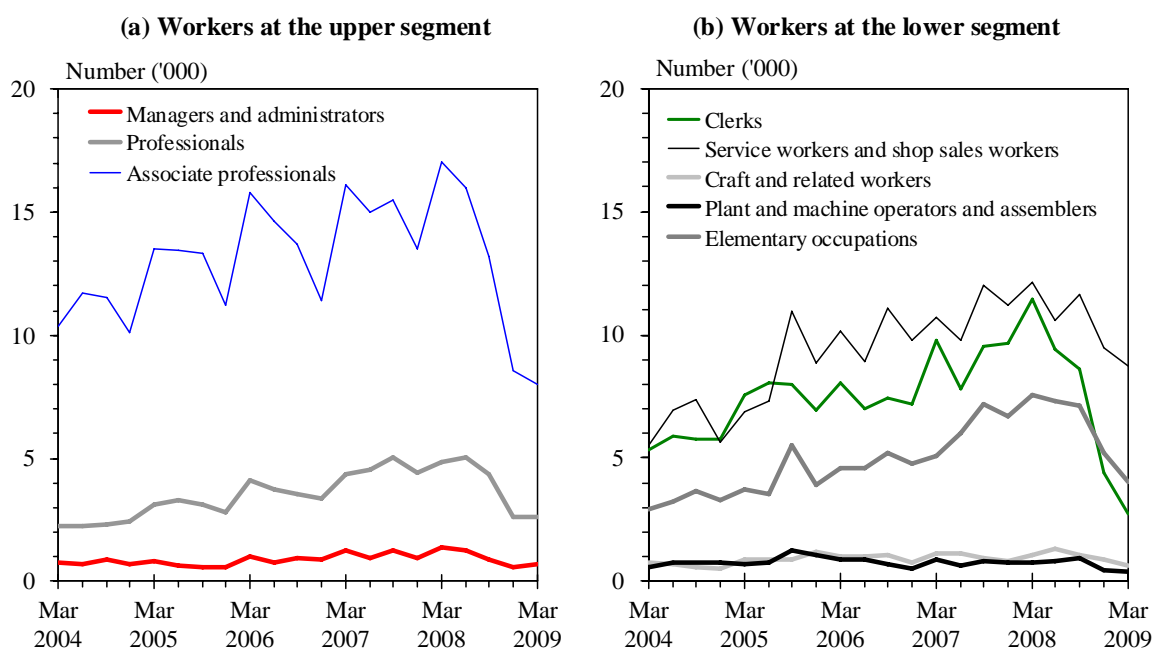 (a) Workers at the upper segment
Number ('000)
20
15
10
5
0
Managers and administrators
Professionals
Associate professionals
Mar 2004
Mar 2005
Mar 2006
Mar 2007
Mar 2008
Mar 2009
(b) Workers at the lower segment
Number ('000)
20
15
10
5
0
Clerks
Service workers and shop sales workers
Craft and related workers
Plant and machine operators and assemblers
Elementary occupations
Mar 2004
Mar 2005
Mar 2006
Mar 2007
Mar 2008
Mar 2009